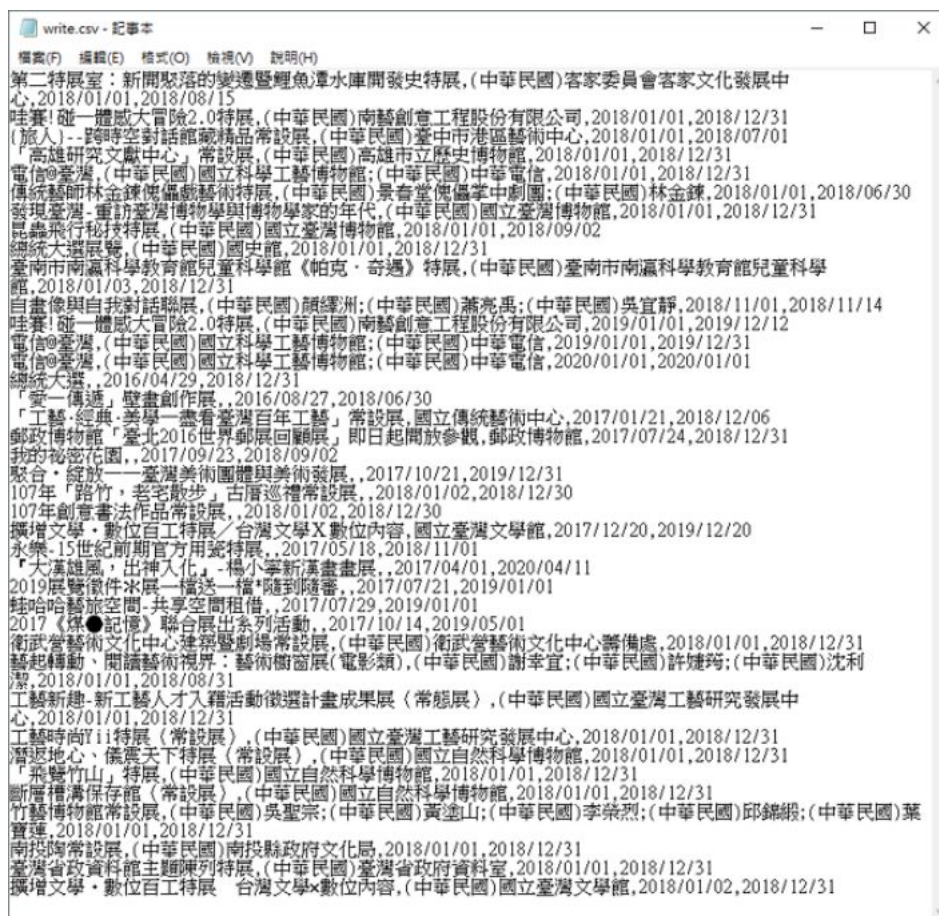 write.csv - 記事本
檔案(F) 編輯(E) 格式(O) 檢視(V) 說明(H)
第二特展室：新開聚落的變遷暨鯉魚潭水庫開發史特展,(中華民國)客家委員會客家文化發展中
心,2018/01/01,2018/08/15
哇賽!碰一體感大冒險2.0特展,(中華民國)南藝創意工程股份有限公司,2018/01/01,2018/12/31
{旅人}--跨時空對話館藏精品常設展,(中華民國)臺中市港區藝術中心,2018/01/01,2018/07/01
「高雄研究文獻中心」常設展,(中華民國)高雄市立歷史博物館,2018/01/01,2018/12/31
電信@臺灣,(中華民國)國立科學工藝博物館;(中華民國)中華電信,2018/01/01,2018/12/31
傳統藝師林金鍊傀儡戲藝術特展,(中華民國)景春堂傀儡掌中劇團;(中華民國)林金鍊,2018/01/01,2018/06/30
發現臺灣-重訪臺灣博物學與博物學家的年代,(中華民國)國立臺灣博物館,2018/01/01,2018/12/31
昆蟲飛行秘技特展,(中華民國)國立臺灣博物館,2018/01/01,2018/09/02
總統大選展覽,(中華民國)國史館,2018/01/01,2018/12/31
臺南市南瀛科學教育館兒童科學館《帕克．奇遇》特展,(中華民國)臺南市南瀛科學教育館兒童科學
館,2018/01/03,2018/12/31
自畫像與自我對話聯展,(中華民國)顏繹洲;(中華民國)蕭亮禹;(中華民國)吳宜靜,2018/11/01,2018/11/14
哇賽!碰一體感大冒險2.0特展,(中華民國)南藝創意工程股份有限公司,2019/01/01,2019/12/12
電信@臺灣,(中華民國)國立科學工藝博物館;(中華民國)中華電信,2019/01/01,2019/12/31
電信@臺灣,(中華民國)國立科學工藝博物館;(中華民國)中華電信,2020/01/01,2020/01/01
總統大選,,2016/04/29,2018/12/31
「愛一傳遞」壁畫創作展,,2016/08/27,2018/06/30
「工藝·經典·美學一盡看臺灣百年工藝」常設展,國立傳統藝術中心,2017/01/21,2018/12/06
郵政博物館「臺北2016世界郵展回顧展」即日起開放參觀,郵政博物館,2017/07/24,2018/12/31
我的祕密花園,,2017/09/23,2018/09/02
聚合・綻放——臺灣美術團體與美術發展,,2017/10/21,2019/12/31
107年「路竹，老宅散步」古厝巡禮常設展,,2018/01/02,2018/12/30
107年創意書法作品常設展,,2018/01/02,2018/12/30
擴增文學・數位百工特展／台灣文學X數位內容,國立臺灣文學館,2017/12/20,2019/12/20
永樂-15世紀前期官方用瓷特展,,2017/05/18,2018/11/01
『大漢雄風，出神入化』-楊小寧新漢畫畫展,,2017/04/01,2020/04/11
2019展覽徵件※展一檔送一檔*隨到隨審,,2017/07/21,2019/01/01
蛙哈哈藝旅空間-共享空間租借,,2017/07/29,2019/01/01
2017《煤●記憶》聯合展出系列活動,,2017/10/14,2019/05/01
衛武營藝術文化中心建築暨劇場常設展,(中華民國)衛武營藝術文化中心籌備處,2018/01/01,2018/12/31
藝起轉動、閱讀藝術視界：藝術櫥窗展(電影類),(中華民國)謝幸宜;(中華民國)許婕㚬;(中華民國)沈利
潔,2018/01/01,2018/08/31
工藝新趣-新工藝人才入籍活動徵選計畫成果展〈常態展〉,(中華民國)國立臺灣工藝研究發展中
心,2018/01/01,2018/12/31
工藝時尚Yii特展〈常設展〉,(中華民國)國立臺灣工藝研究發展中心,2018/01/01,2018/12/31
潛返地心、儀震天下特展〈常設展〉,(中華民國)國立自然科學博物館,2018/01/01,2018/12/31
「飛覽竹山」特展,(中華民國)國立自然科學博物館,2018/01/01,2018/12/31
斷層槽溝保存館〈常設展〉,(中華民國)國立自然科學博物館,2018/01/01,2018/12/31
竹藝博物館常設展,(中華民國)吳聖宗;(中華民國)黃塗山;(中華民國)李榮烈;(中華民國)邱錦緞;(中華民國)葉
寶蓮,2018/01/01,2018/12/31
南投陶常設展,(中華民國)南投縣政府文化局,2018/01/01,2018/12/31
臺灣省政資料館主題陳列特展,(中華民國)臺灣省政府資料室,2018/01/01,2018/12/31
擴增文學・數位百工特展　台灣文學×數位內容,(中華民國)國立臺灣文學館,2018/01/02,2018/12/31